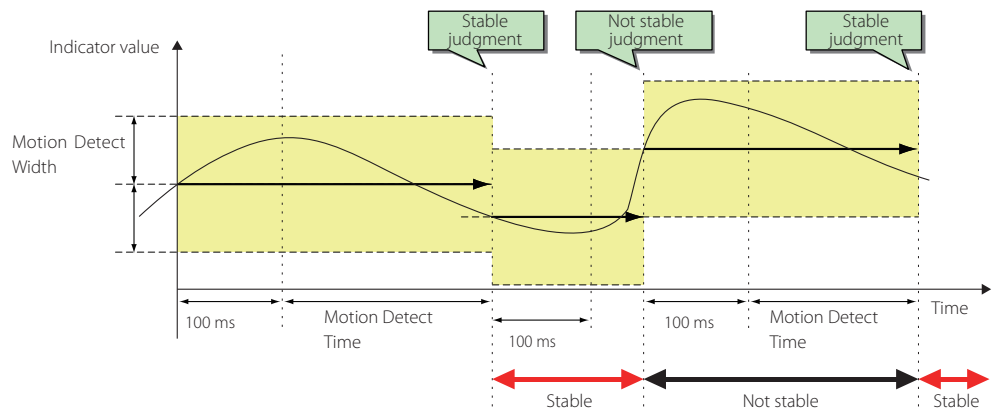 Stable
judgment
Not stable
judgment
Stable
judgment
Indicator value
Motion Detect
Width
100 ms
Motion Detect
Time
100 ms
100 ms
Motion Detect
Time
Time
Stable
Not stable
Stable